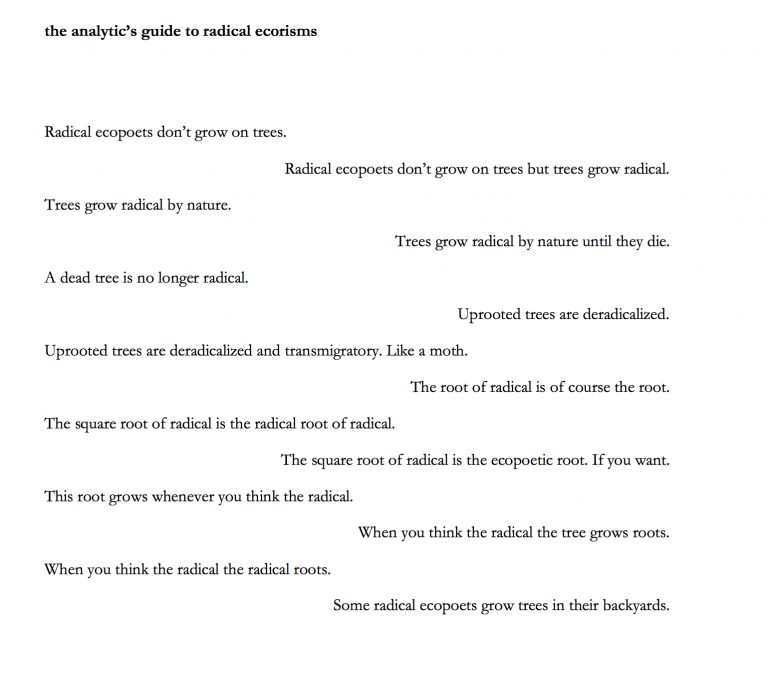 the analytic’s guide to radical ecorisms
Radical ecopoets don’t grow on trees.
Radical ecopoets don’t grow on trees but trees grow radical.
Trees grow radical by nature.
Trees grow radical by nature until they die.
A dead tree is no longer radical.
Uprooted trees are deradicalized.
Uprooted trees are deradicalized and transmigratory. Like a moth.
The root of radical is of course the root.
The square root of radical is the radical root of radical.
The square root of radical is the ecopoetic root. If you want.
This root grows whenever you think the radical.
When you think the radical the tree grows roots.
When you think the radical the radical roots.
Some radical ecopoets grow trees in their backyards.